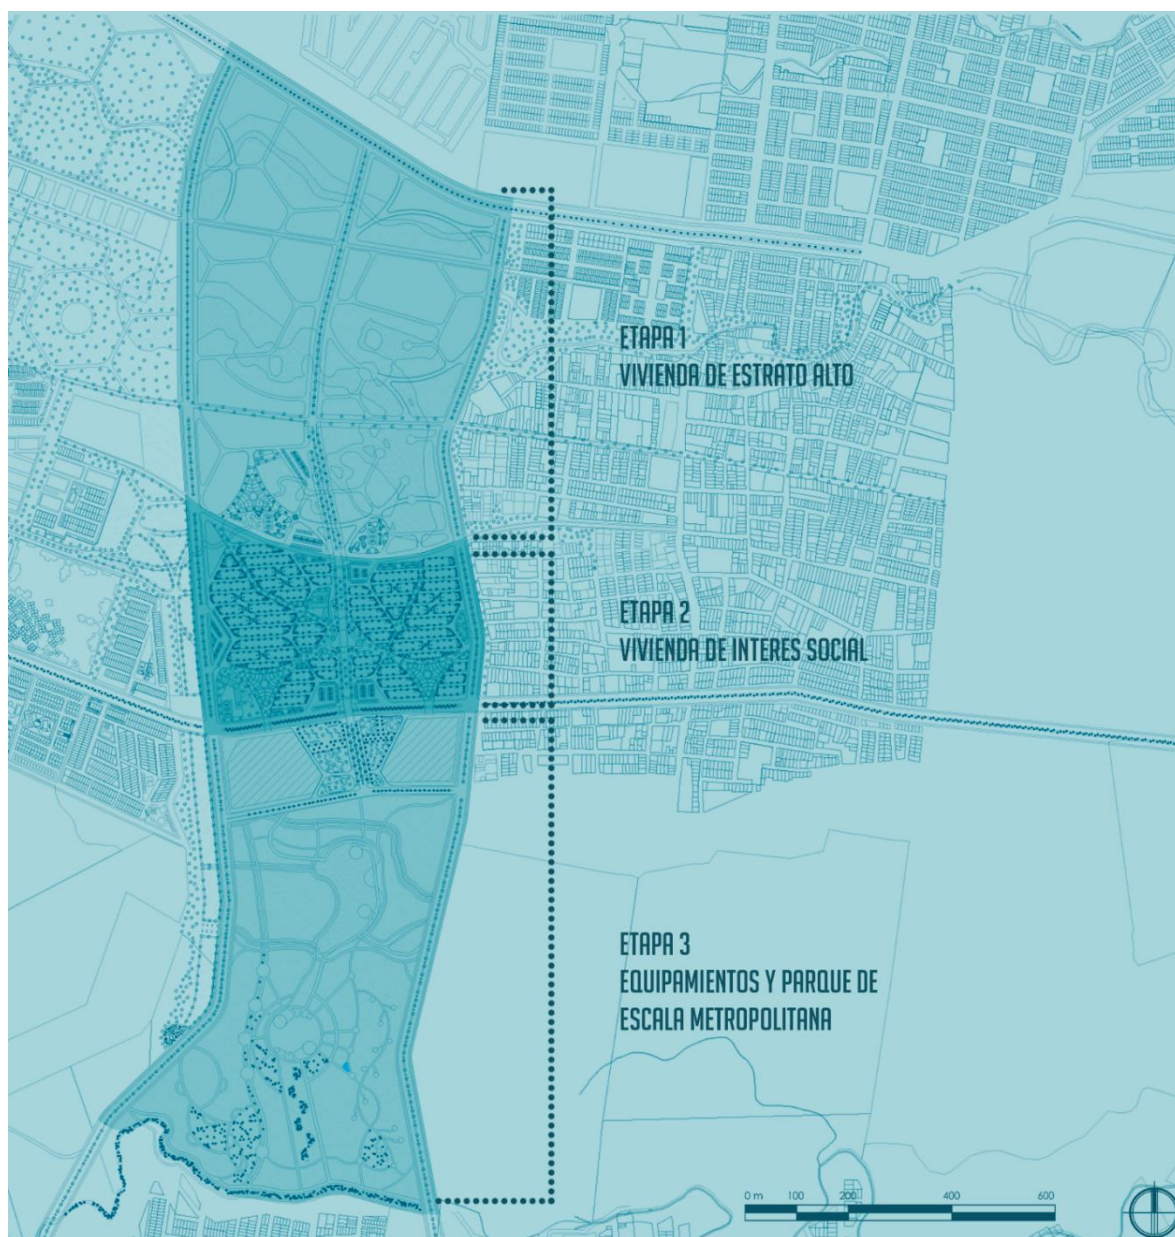 ETAPA 1
VIVIENDA DE ESTRATO ALTO
ETAPA 2
VIVIENDA DE INTERES SOCIAL
ETAPA 3
EQUIPAMIENTOS Y PARQUE DE
ESCALA METROPOLITANA
0 m 100 200 400 600